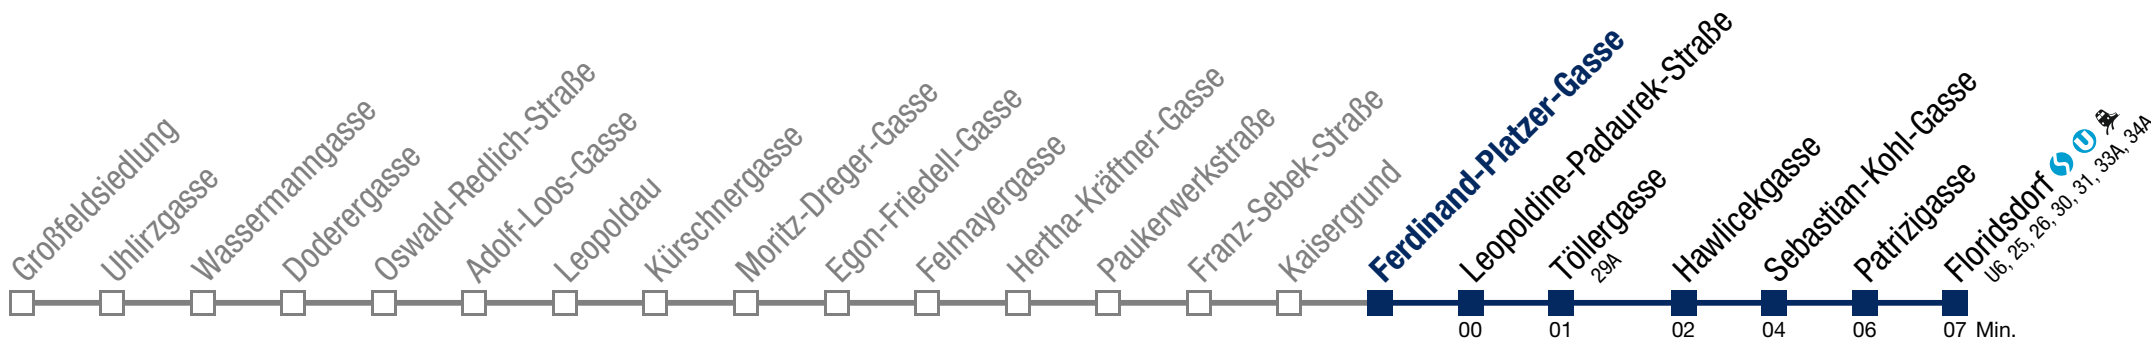 Großfeldsiedlung
Uhlirzgasse
Wassermanngasse
Doderergasse
Oswald-Redlich-Straße
Adolf-Loos-Gasse
Leopoldau
Kürschnergasse
Moritz-Dreger-Gasse
Egon-Friedell-Gasse
Felmayergasse
Hertha-Kräftner-Gasse
Paukerwerkstraße
Franz-Sebek-Straße
Kaisergrund
Ferdinand-Platzer-Gasse
Leopoldine-Padaurek-Straße
Töllergasse
29A
Hawlicekgasse
Sebastian-Kohl-Gasse
Patrizigasse
Floridsdorf S U
U6, 25, 26, 30, 31, 33A, 34A
00 01 02 04 06 07 Min.